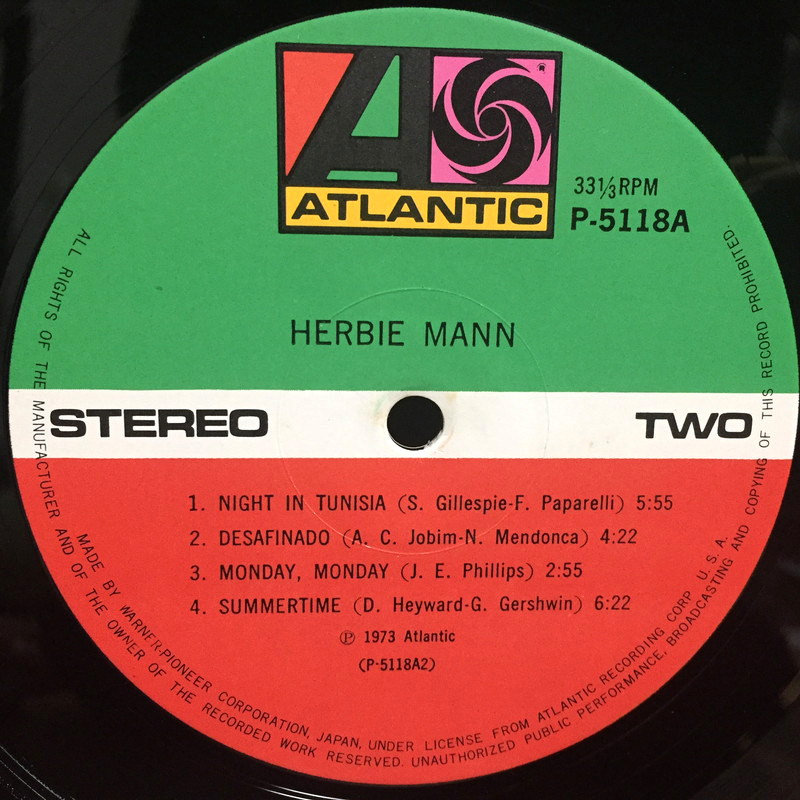 ATLANTIC
®
33⅓RPM
P-5118A
HERBIE MANN
STEREO
TWO
1. NIGHT IN TUNISIA (S. Gillespie-F. Paparelli) 5:55
2. DESAFINADO (A. C. Jobim-N. Mendonca) 4:22
3. MONDAY, MONDAY (J. E. Phillips) 2:55
4. SUMMERTIME (D. Heyward-G. Gershwin) 6:22
Ⓟ 1973 Atlantic
(P-5118A2)
MADE BY WARNER-PIONEER CORPORATION, JAPAN, UNDER LICENSE FROM ATLANTIC RECORDING CORP. U. S. A.
ALL RIGHTS OF THE MANUFACTURER AND OF THE OWNER OF THE RECORDED WORK RESERVED. UNAUTHORIZED PUBLIC PERFORMANCE, BROADCASTING AND COPYING OF THIS RECORD PROHIBITED.